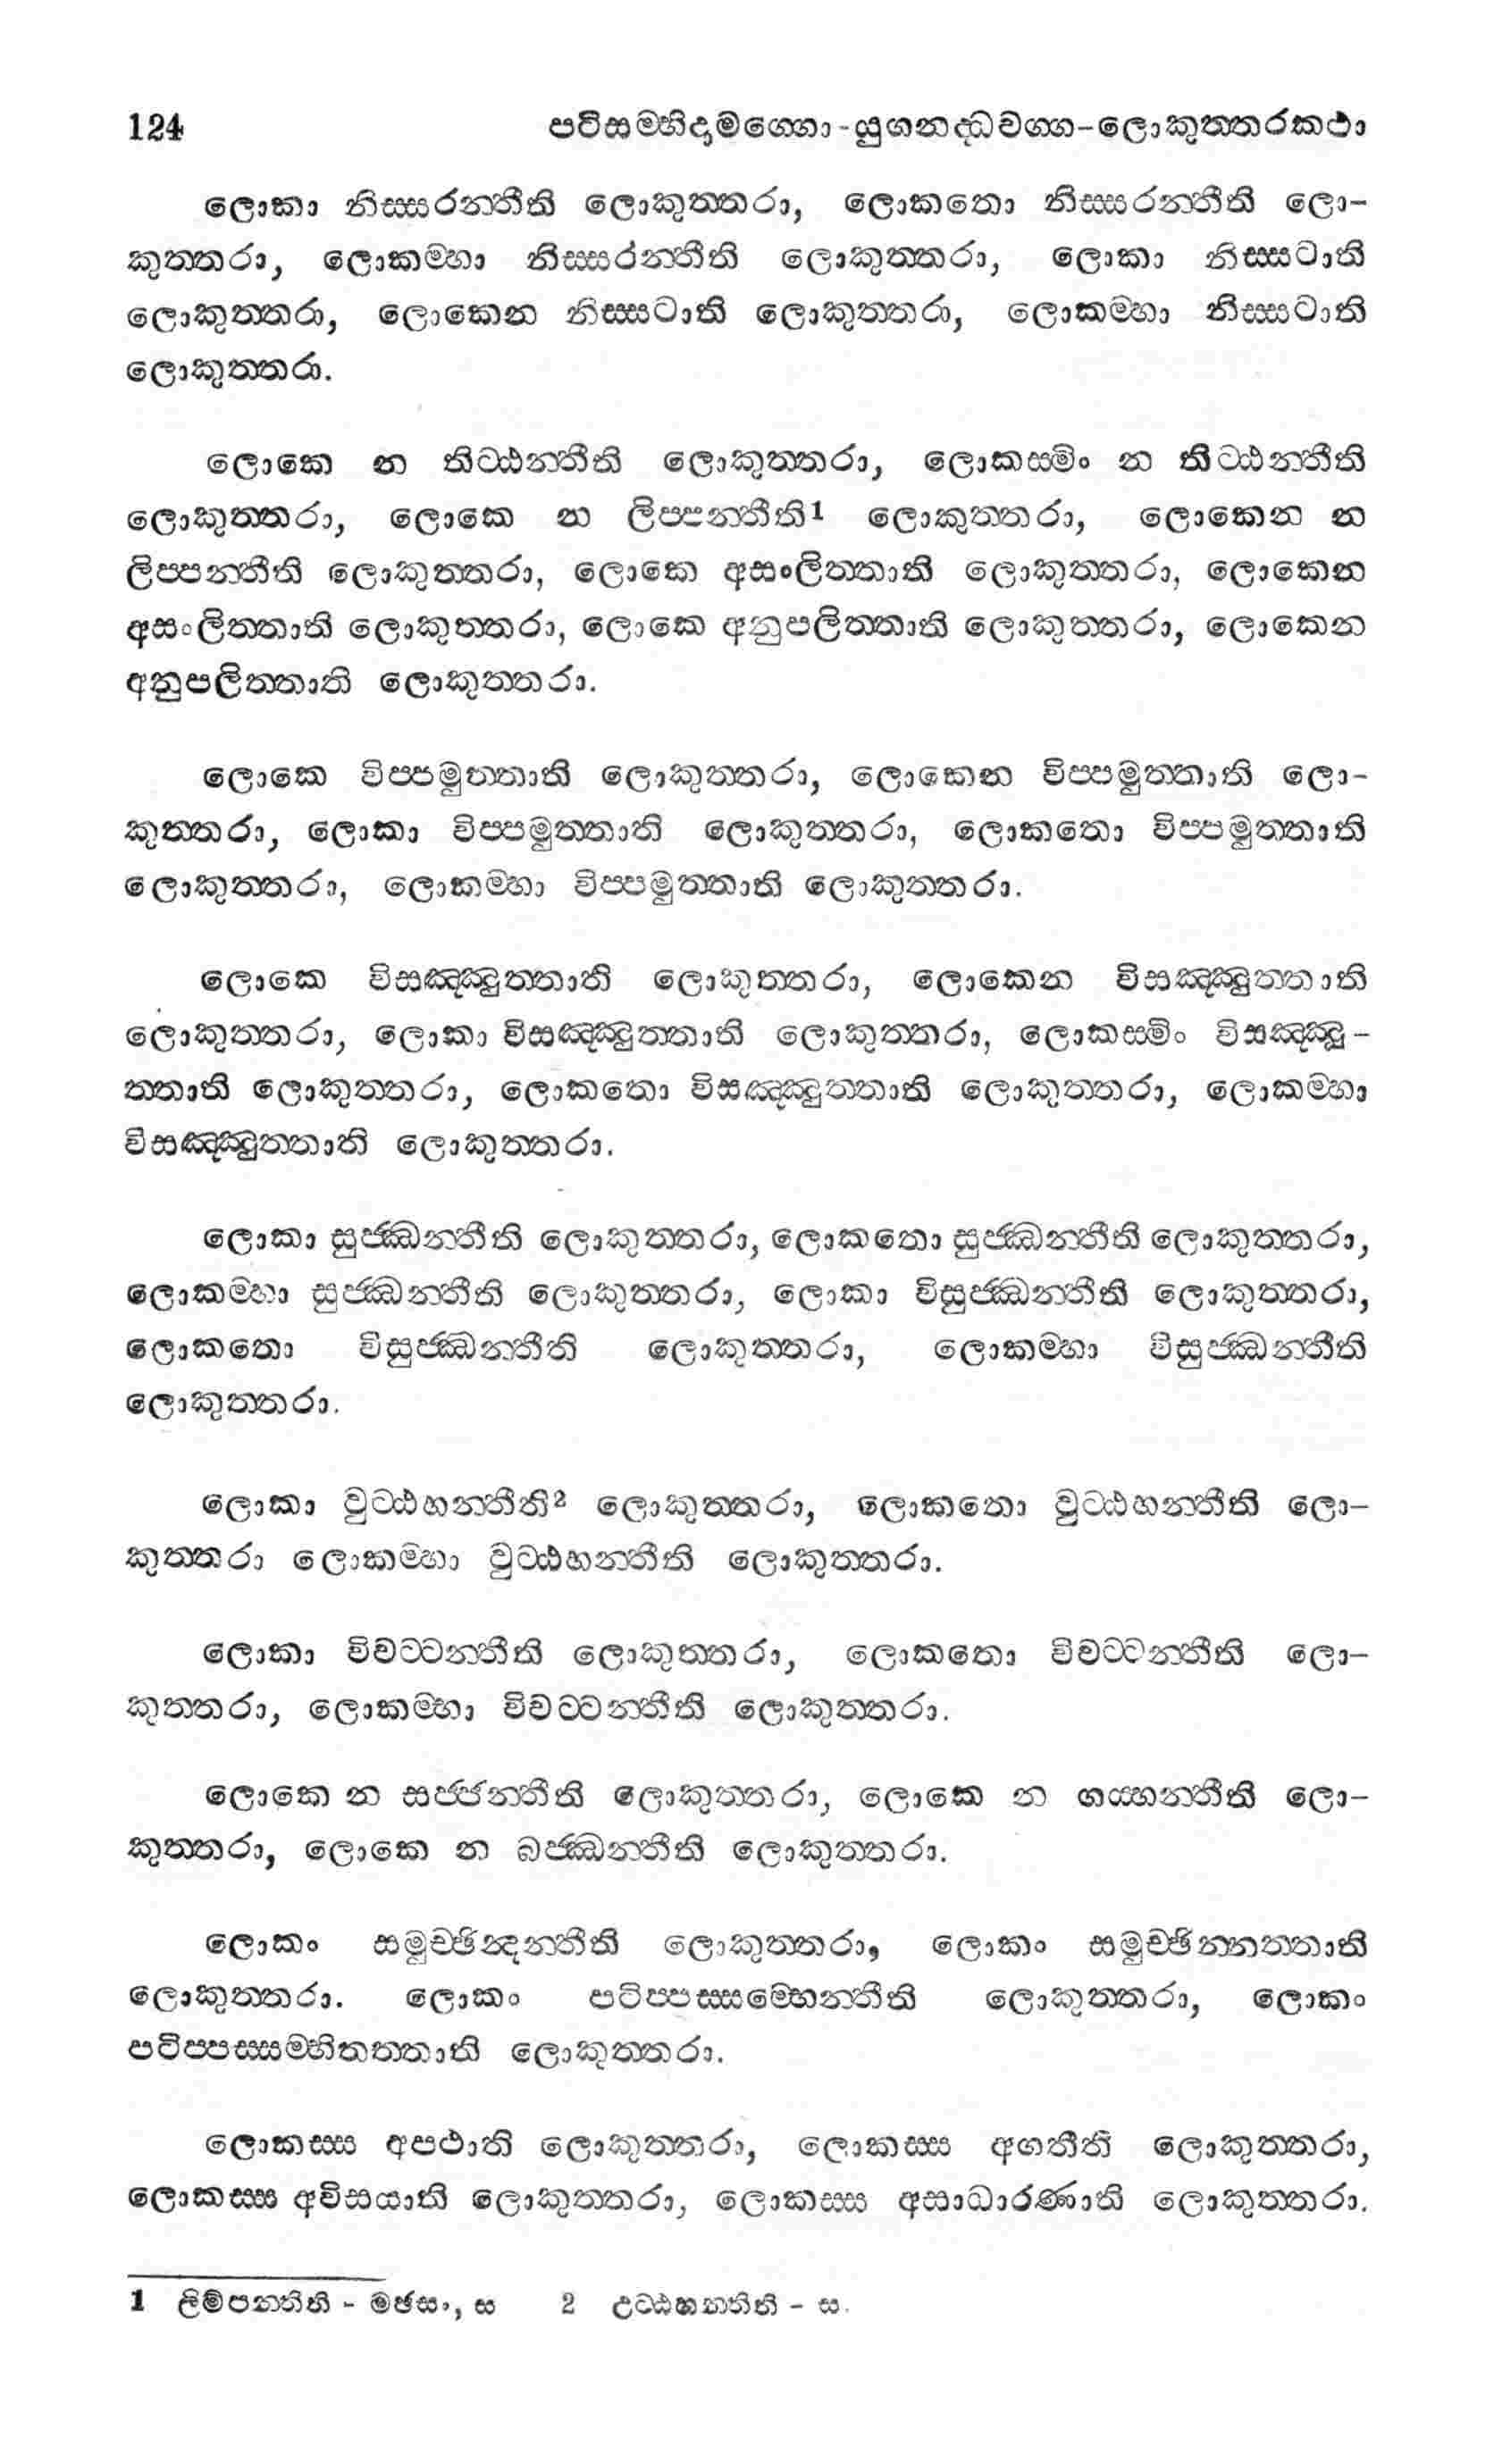 124 පටිසම්භිදාමග්ගො-යුගනද්ධවග්ග-ලොකුත්තරකථා
ලොකා නිස්සරන්තීති ලොකුත්තරා, ලොකතො නිස්සරන්තීති ලො-
කුත්තරා, ලොකම්හා නිස්සරන්තීති ලොකුත්තරා, ලොකා නිස්සටාති
ලොකුත්තරා, ලොකෙන නිස්සටාති ලොකුත්තරා, ලොකම්හා නිස්සටාති
ලොකුත්තරා.
ලොකෙ න තිට්ඨන්තීති ලොකුත්තරා, ලොකස්මිං න තිට්ඨන්තීති
ලොකුත්තරා, ලොකෙ න ලිප්පන්තීති1 ලොකුත්තරා, ලොකෙන න
ලිප්පන්තීති ලොකුත්තරා, ලොකෙ අසංලිත්තාති ලොකුත්තරා, ලොකෙන
අසංලිත්තාති ලොකුත්තරා, ලොකෙ අනුපලිත්තාති ලොකුත්තරා, ලොකෙන
අනුපලිත්තාති ලොකුත්තරා.
ලොකෙ විප්පමුත්තාති ලොකුත්තරා, ලොකෙන විප්පමුත්තාති ලො-
කුත්තරා, ලොකා විප්පමුත්තාති ලොකුත්තරා, ලොකතො විප්පමුත්තාති
ලොකුත්තරා, ලොකම්හා විප්පමුත්තාති ලොකුත්තරා.
ලොකෙ විසඤ්ඤුත්තාති ලොකුත්තරා, ලොකෙන විසඤ්ඤුත්තාති
ලොකුත්තරා, ලොකා විසඤ්ඤුත්තාති ලොකුත්තරා, ලොකස්මිං විසඤ්ඤු-
ත්තාති ලොකුත්තරා, ලොකතො විසඤ්ඤුත්තාති ලොකුත්තරා, ලොකම්හා
විසඤ්ඤුත්තාති ලොකුත්තරා.
ලොකා සුජ්ඣන්තීති ලොකුත්තරා, ලොකතො සුජ්ඣන්තීති ලොකුත්තරා,
ලොකම්හා සුජ්ඣන්තීති ලොකුත්තරා, ලොකා විසුජ්ඣන්තීති ලොකුත්තරා,
ලොකතො විසුජ්ඣන්තීති ලොකුත්තරා, ලොකම්හා විසුජ්ඣන්තීති
ලොකුත්තරා.
ලොකා වුට්ඨහන්තීති2 ලොකුත්තරා, ලොකතො වුට්ඨහන්තීති ලො-
කුත්තරා ලොකම්හා වුට්ඨහන්තීති ලොකුත්තරා.
ලොකා විවට්ටන්තීති ලොකුත්තරා, ලොකතො විවට්ටන්තීති ලො-
කුත්තරා, ලොකම්භා විවට්ටන්තීති ලොකුත්තරා.
ලොකෙ න සජ්ජන්තීති ලොකුත්තරා, ලොකෙ න ගය්හන්තීති ලො-
කුත්තරා, ලොකෙ න බජ්ඣන්තීති ලොකුත්තරා.
ලොකං සමුච්ඡින්දන්තීති ලොකුත්තරා, ලොකං සමුච්ඡින්නත්තාති
ලොකුත්තරා. ලොකං පටිප්පස්සම්භෙන්තීති ලොකුත්තරා, ලොකං
පටිප්පස්සම්භිතත්තාති ලොකුත්තරා.
ලොකස්ස අපථාති ලොකුත්තරා, ලොකස්ස අගතීති ලොකුත්තරා,
ලොකස්ස අවිසයාති ලොකුත්තරා, ලොකස්ස අසාධාරණාති ලොකුත්තරා.
1 ලිම්පන්තීති - මඡසං, ස 2 උට්ඨහන්තීති - ස.